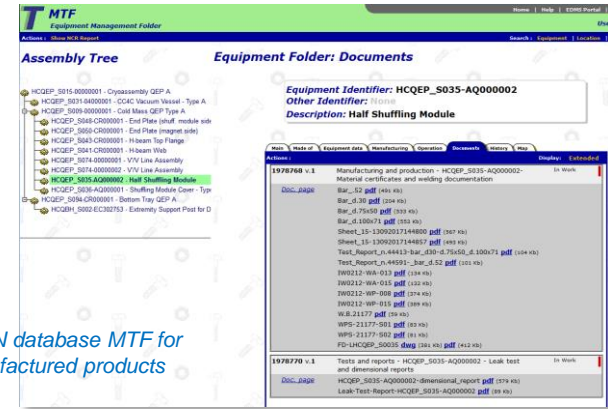 MTF
Equipment Management Folder
Home | Help | EDMS Portal |
Actions : Show NCR Report
Search : Equipment | Location |
Assembly Tree
Equipment Folder: Documents
HCQEP_S015-00000001 - Cryoassembly QEP A
HCQEP_S031-04000001 - CC4C Vacuum Vessel - Type A
HCQEP_S009-00000001 - Cold Mass QEP Type A
HCQEP_S048-CR000001 - End Plate (shuff. module side
HCQEP_S050-CR000001 - End Plate (magnet side)
HCQEP_S043-CR000001 - H-beam Top Flange
HCQEP_S041-CR000001 - H-beam Web
HCQEP_S074-00000001 - V/V Line Assembly
HCQEP_S074-00000002 - V/V Line Assembly
HCQEP_S035-AQ000002 - Half Shuffling Module
HCQEP_S036-AQ000001 - Shuffling Module Cover - Type
HCQEP_S094-CR000001 - Bottom Tray QEP A
HCQBH_S002-EC302753 - Extremity Support Post for D
Equipment Identifier: HCQEP_S035-AQ000002
Other Identifier: None
Description: Half Shuffling Module
Main Made of Equipment data Manufacturing Operation Documents History Map
Actions : Display: Extended
1978768 v.1 Manufacturing and production - HCQEP_S035-AQ000002- In Work
Material certificates and welding documentation
Doc. page Bar_.52 pdf (491 Kb)
Bar_d.30 pdf (254 Kb)
Bar_d.75x50 pdf (553 Kb)
Bar_d.100x71 pdf (553 Kb)
Sheet_15-13092017144800 pdf (367 Kb)
Sheet_15-13092017144857 pdf (493 Kb)
Test_Report_n.44413-bar_d30-d.75x50_d.100x71 pdf (104 Kb)
Test_Report_n.44591-_bar_d.52 pdf (101 Kb)
IW0212-WA-013 pdf (134 Kb)
IW0212-WA-015 pdf (132 Kb)
IW0212-WP-008 pdf (374 Kb)
IW0212-WP-015 pdf (389 Kb)
W.B.21177 pdf (59 Kb)
WPS-21177-S01 pdf (83 Kb)
WPS-21177-S02 pdf (91 Kb)
FD-LHCQEP_S0035 dwg (381 Kb) pdf (412 Kb)
1978770 v.1 Tests and reports - HCQEP_S035-AQ000002 - Leak test In Work
and dimensional reports
Doc. page HCQEP_S035-AQ000002-dimensional_report pdf (579 Kb)
Leak-Test-Report-HCQEP_S035-AQ000002 pdf (89 Kb)
N database MTF for
factured products